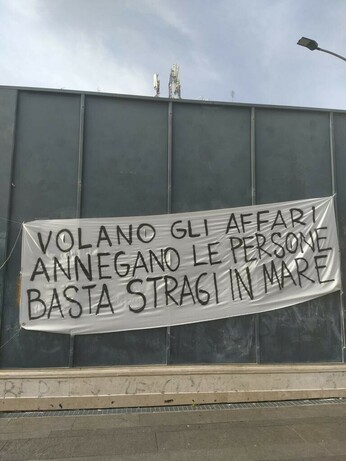 VOLANO GLI AFFARI
ANNEGANO LE PERSONE
BASTA STRAGI IN MARE